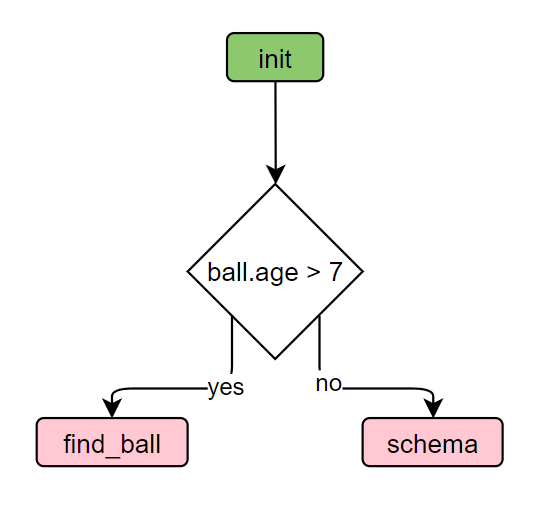 init
ball.age > 7
yes
no
find_ball
schema